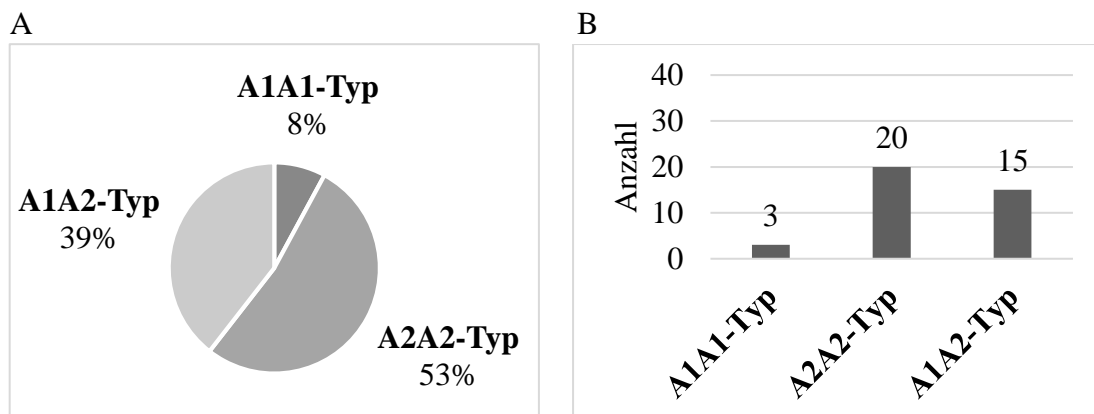 A
A1A1-Typ
8%
A1A2-Typ
39%
A2A2-Typ
53%
B
Anzahl
40
30
20
10
0
3
20
15
A1A1-Typ
A2A2-Typ
A1A2-Typ